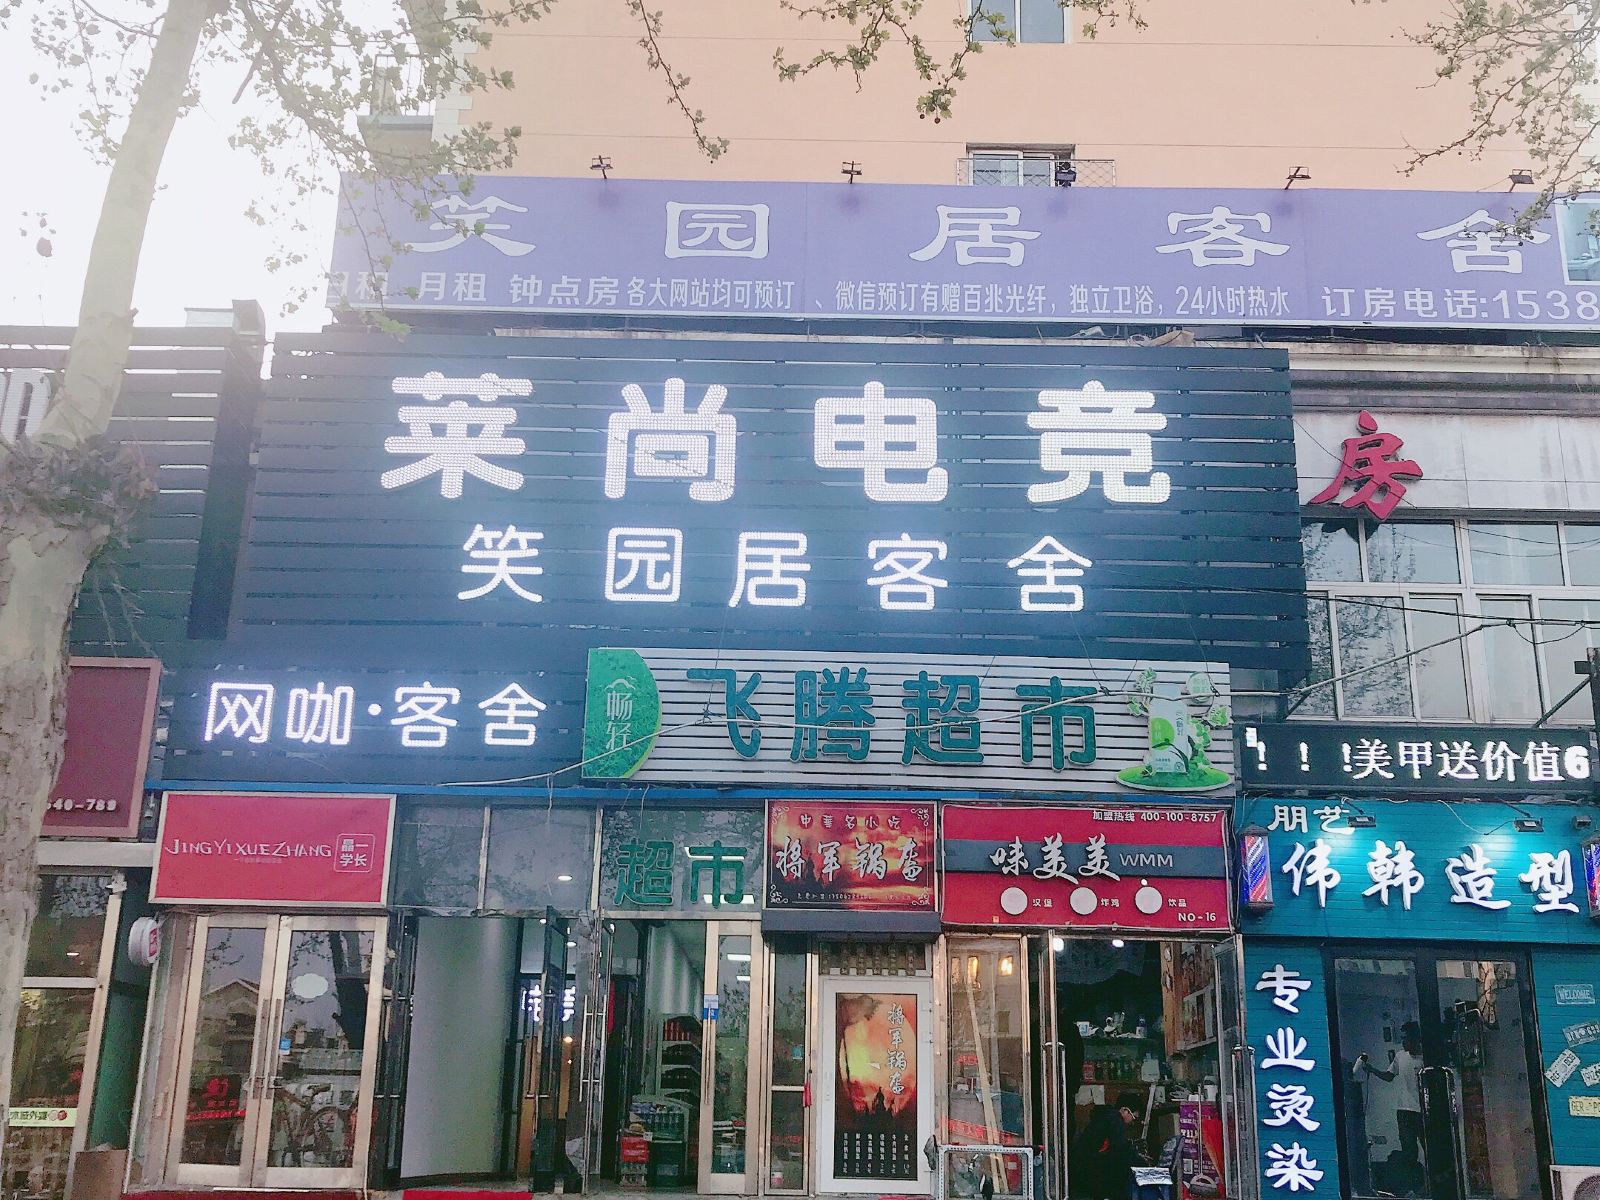 笑园居客舍
日租 月租 钟点房 各大网站均可预订、微信预订有赠百兆光纤，独立卫浴，24小时热水 订房电话:1538
莱尚电竞
笑园居客舍
房
网咖·客舍
畅轻
飞腾超市
！！！美甲送价值6
640-789
JINGYIXUEZHANG
晶一
学长
超市
中華名小吃
将军锅盔
加盟热线 400-100-8757
味美美 WMM
汉堡 炸鸡 饮品
NO-16
朋艺
伟韩造型
专业烫染
WELCOME
将军锅盔